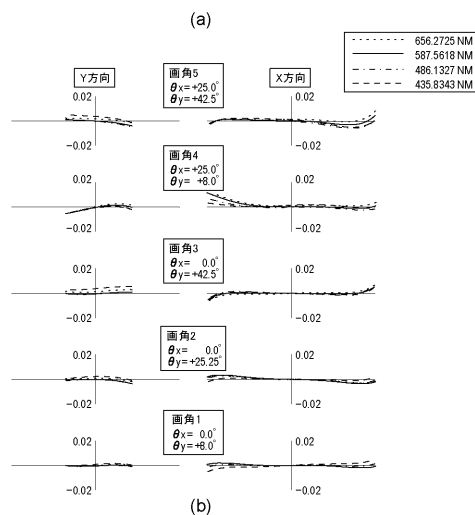 (a)
656.2725 NM
587.5618 NM
486.1327 NM
435.8343 NM
Y方向
画角5
θx= +25.0°
θy= +42.5°
X方向
0.02
-0.02
0.02
-0.02
画角4
θx= +25.0°
θy= +8.0°
0.02
-0.02
0.02
-0.02
画角3
θx= 0.0°
θy= +42.5°
0.02
-0.02
0.02
-0.02
画角2
θx= 0.0°
θy= +25.25°
0.02
-0.02
0.02
-0.02
画角1
θx= 0.0°
θy= +8.0°
0.02
-0.02
0.02
-0.02
(b)